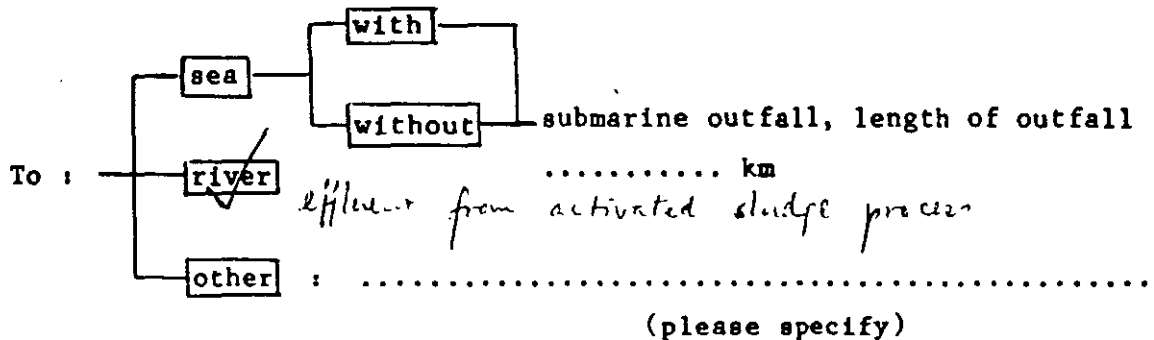 with
sea
without submarine outfall, length of outfall
To : river ........... km
effluent from activated sludge process
other : ..................................................
(please specify)